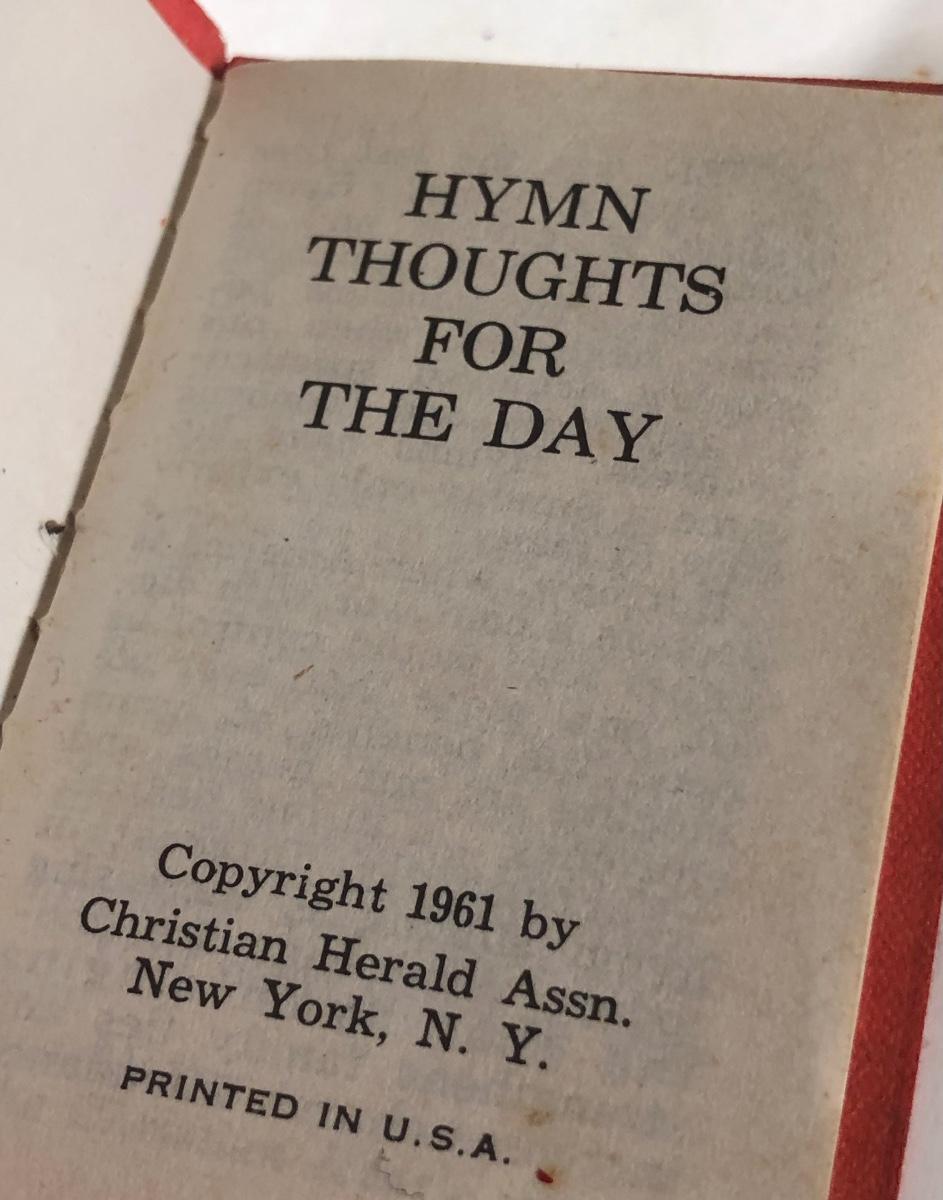 HYMN
THOUGHTS
FOR
THE DAY
Copyright 1961 by
Christian Herald Assn.
New York, N. Y.
PRINTED IN U.S.A.